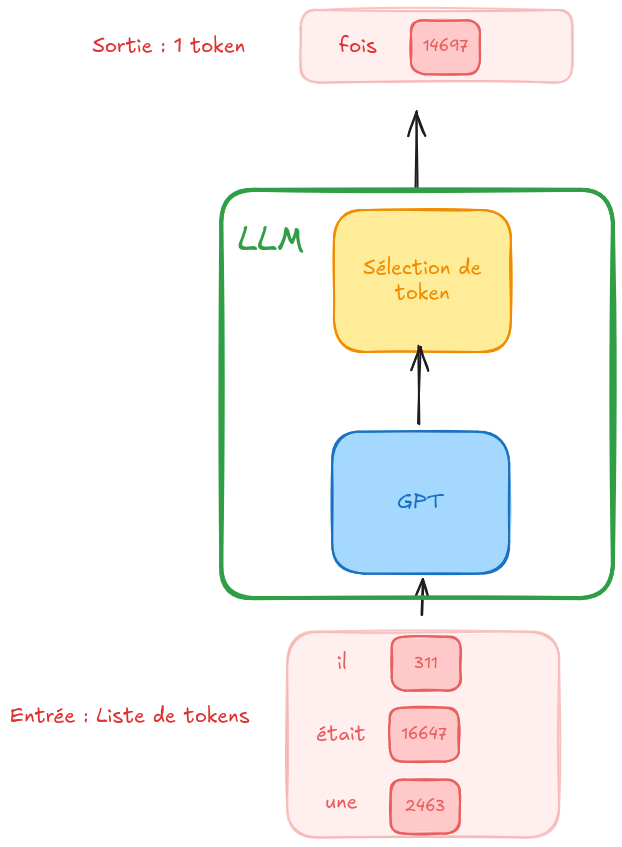 Sortie : 1 token
fois
14697
LLM
Sélection de
token
GPT
Entrée : Liste de tokens
il
311
était
16647
une
2463